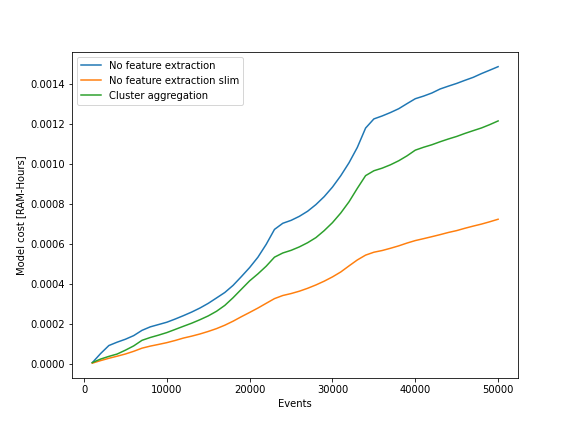 No feature extraction
No feature extraction slim
Cluster aggregation
0.0014
0.0012
0.0010
0.0008
0.0006
0.0004
0.0002
0.0000
Model cost [RAM-Hours]
0 10000 20000 30000 40000 50000
Events